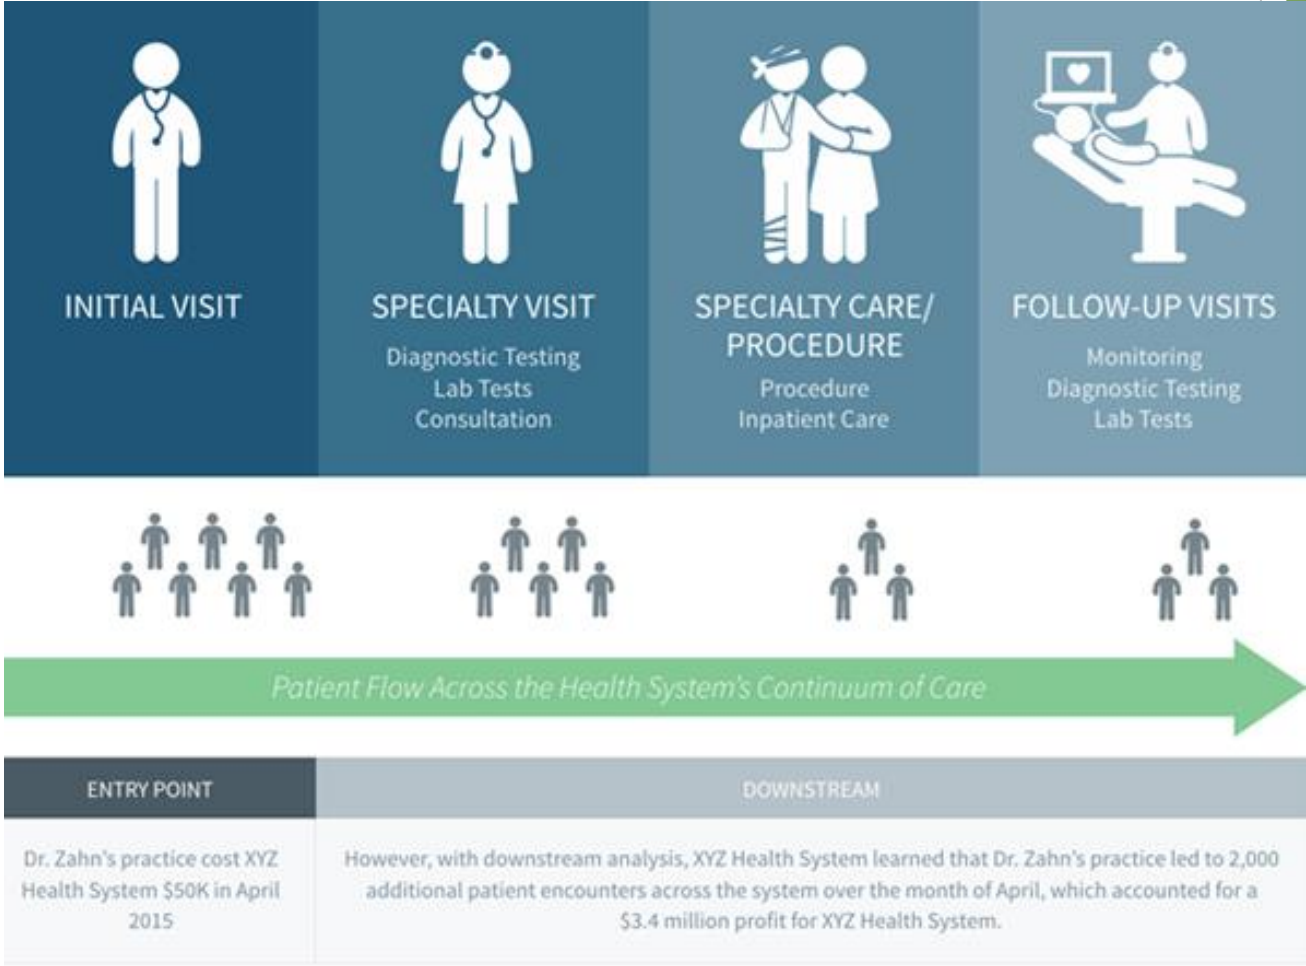 INITIAL VISIT
SPECIALTY VISIT
Diagnostic Testing
Lab Tests
Consultation
SPECIALTY CARE/
PROCEDURE
Procedure
Inpatient Care
FOLLOW-UP VISITS
Monitoring
Diagnostic Testing
Lab Tests
Patient Flow Across the Health System's Continuum of Care
ENTRY POINT
Dr. Zahn's practice cost XYZ
Health System $50K in April
2015
DOWNSTREAM
However, with downstream analysis, XYZ Health System learned that Dr. Zahn's practice led to 2,000
additional patient encounters across the system over the month of April, which accounted for a
$3.4 million profit for XYZ Health System.